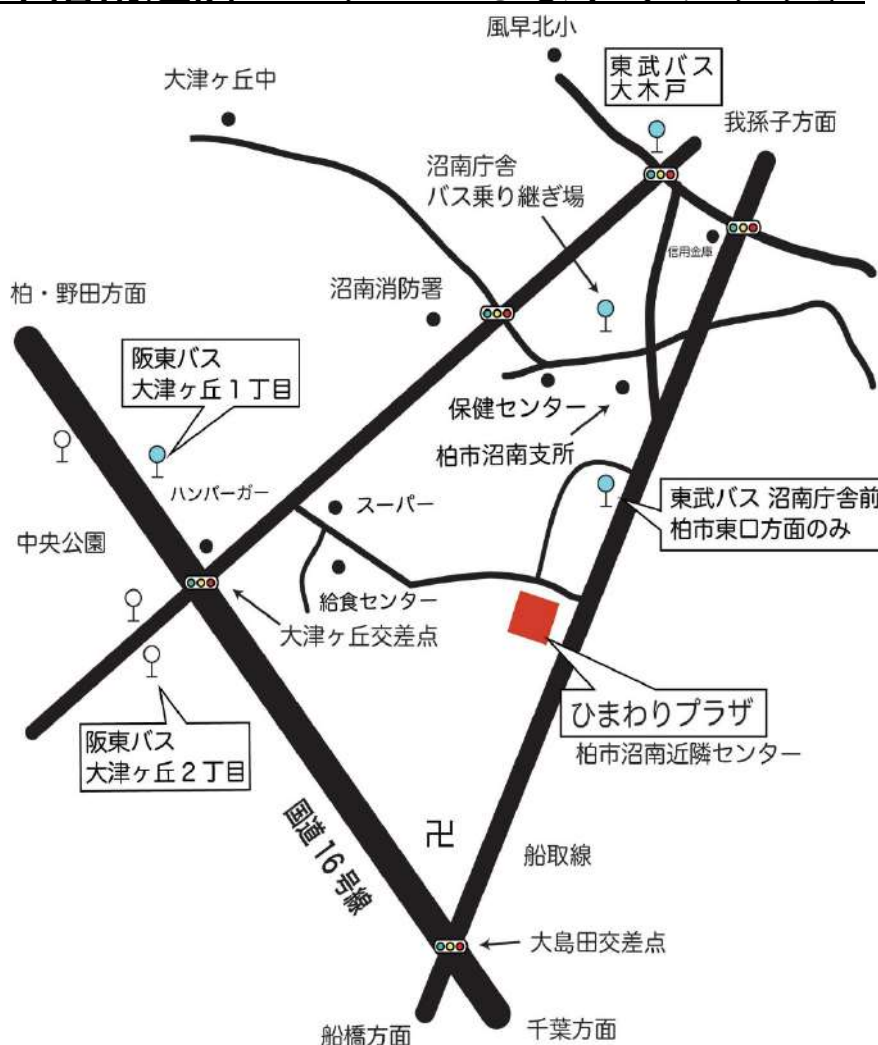 風早北小
東武バス
大木戸
大津ヶ丘中
我孫子方面
沼南庁舎
バス乗り継ぎ場
信用金庫
沼南消防署
柏・野田方面
阪東バス
大津ヶ丘1丁目
保健センター
柏市沼南支所
ハンバーガー
スーパー
東武バス 沼南庁舎前
柏市東口方面のみ
中央公園
給食センター
大津ヶ丘交差点
ひまわりプラザ
柏市沼南近隣センター
阪東バス
大津ヶ丘2丁目
国道16号線
卍
船取線
大島田交差点
船橋方面
千葉方面